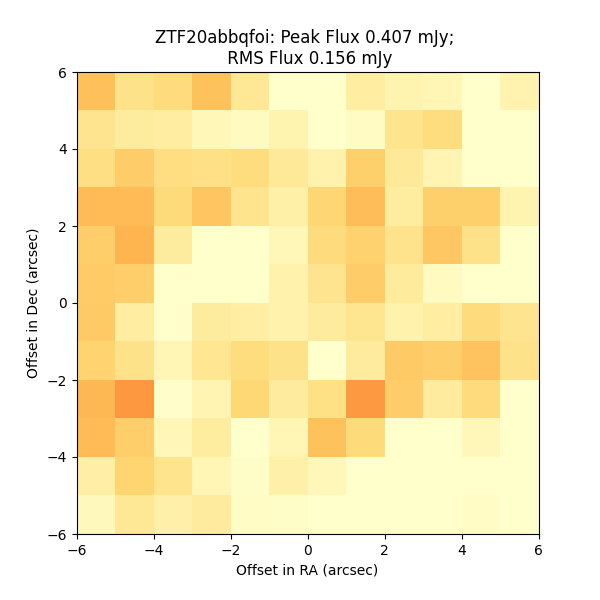 ZTF20abbqfoi: Peak Flux 0.407 mJy;
RMS Flux 0.156 mJy
6
4
2
0
−2
−4
−6
Offset in Dec (arcsec)
−6 −4 −2 0 2 4 6
Offset in RA (arcsec)